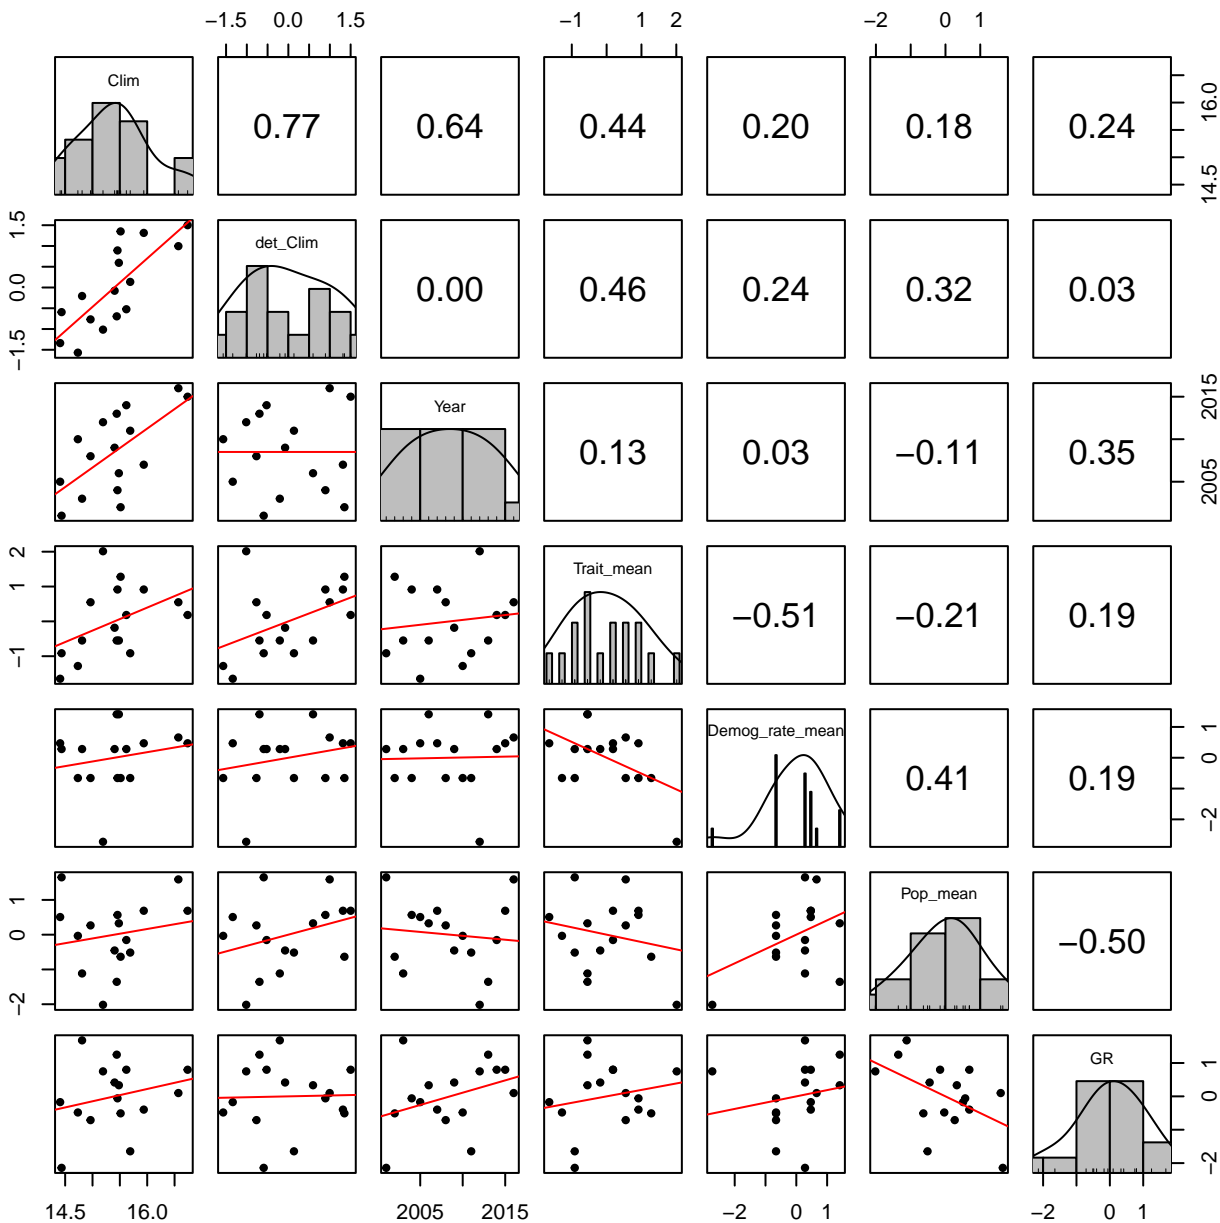 −1.5 0.0 1.5 −1 1 2 −2 0 1
Clim 0.77 0.64 0.44 0.20 0.18 0.24 14.5 16.0
−1.5 0.0 1.5 det_Clim 0.00 0.46 0.24 0.32 0.03
Year 0.13 0.03 −0.11 0.35 2005 2015
−1 1 2 Trait_mean −0.51 −0.21 0.19
Demog_rate_mean 0.41 0.19 −2 0 1
−2 0 1 Pop_mean −0.50
GR −2 0 1
14.5 16.0 2005 2015 −2 0 1 −2 0 1